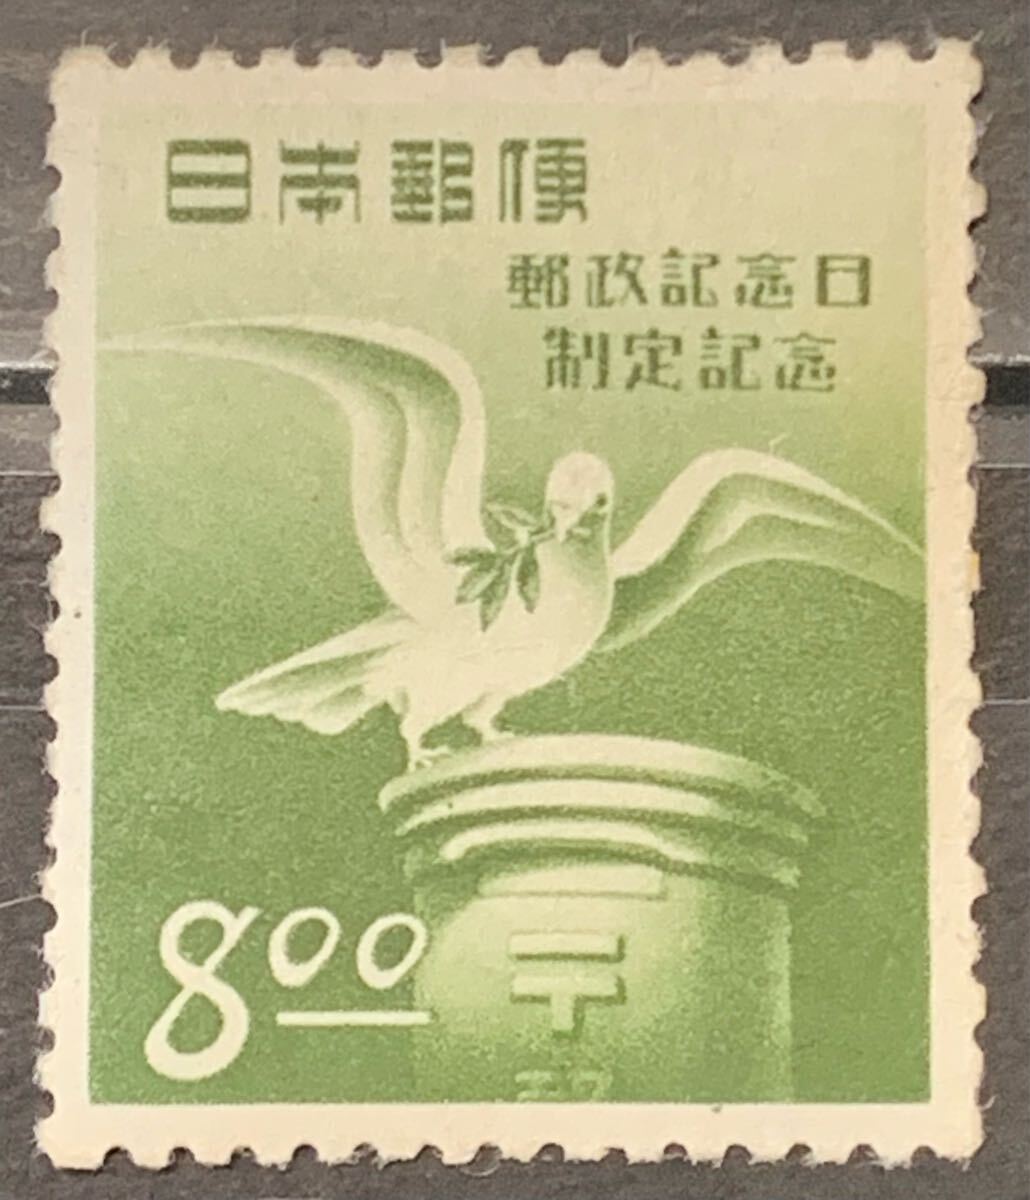 日本郵便
郵政記念日
制定記念
8.00
〒